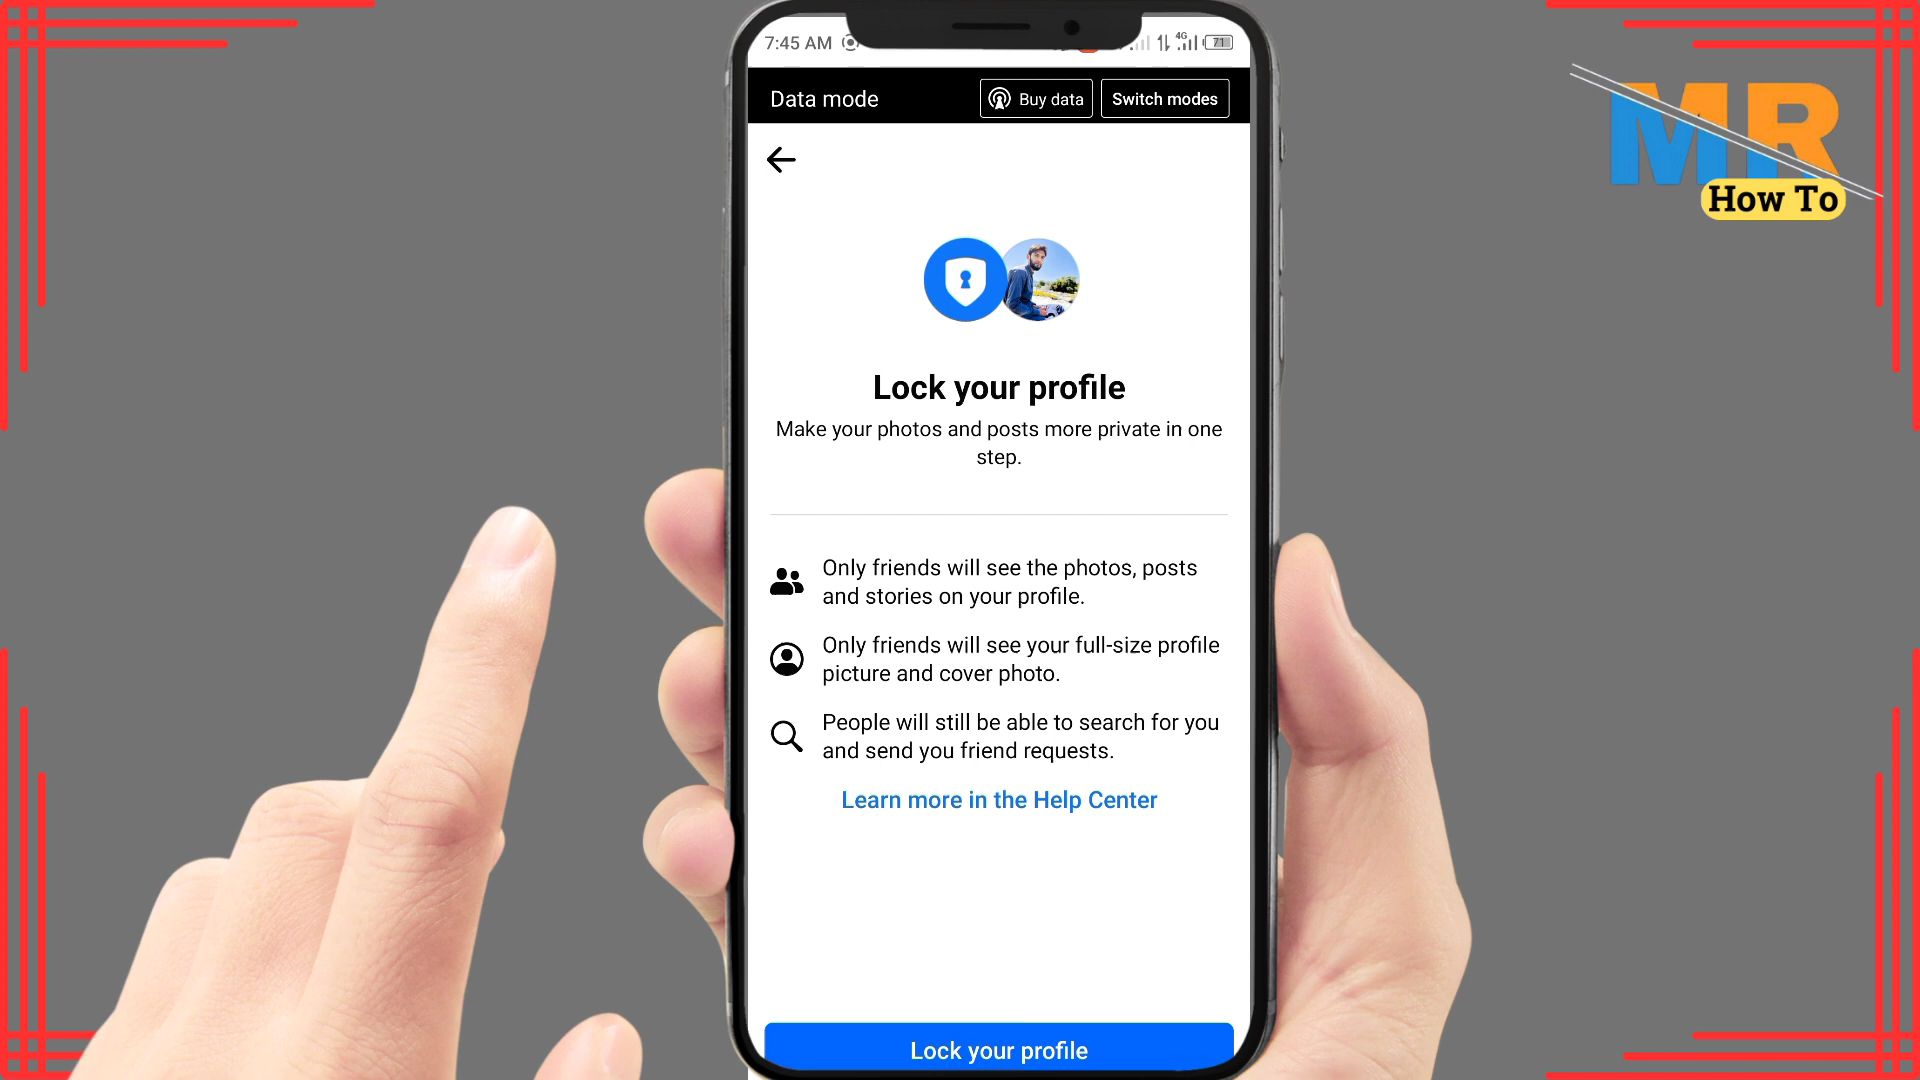 7:45 AM
4G
71
Data mode
Buy data
Switch modes
MR
How To
Lock your profile
Make your photos and posts more private in one
step.
Only friends will see the photos, posts
and stories on your profile.
Only friends will see your full-size profile
picture and cover photo.
People will still be able to search for you
and send you friend requests.
Learn more in the Help Center
Lock your profile